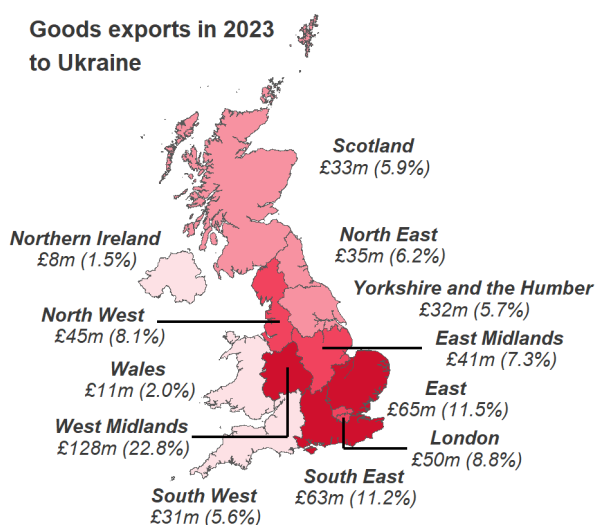 Goods exports in 2023
to Ukraine
Scotland
£33m (5.9%)
Northern Ireland
£8m (1.5%)
North East
£35m (6.2%)
Yorkshire and the Humber
£32m (5.7%)
North West
£45m (8.1%)
East Midlands
£41m (7.3%)
Wales
£11m (2.0%)
East
£65m (11.5%)
West Midlands
£128m (22.8%)
London
£50m (8.8%)
South East
£63m (11.2%)
South West
£31m (5.6%)